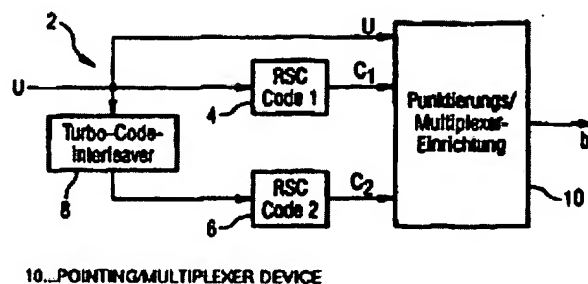 2
U
U
RSC
Code 1
C1
4
Punktierungs/
Multiplexer-
Einrichtung
b
Turbo-Code-
Interleaver
8
RSC
Code 2
C2
6
10
10...POINTING/MULTIPLEXER DEVICE